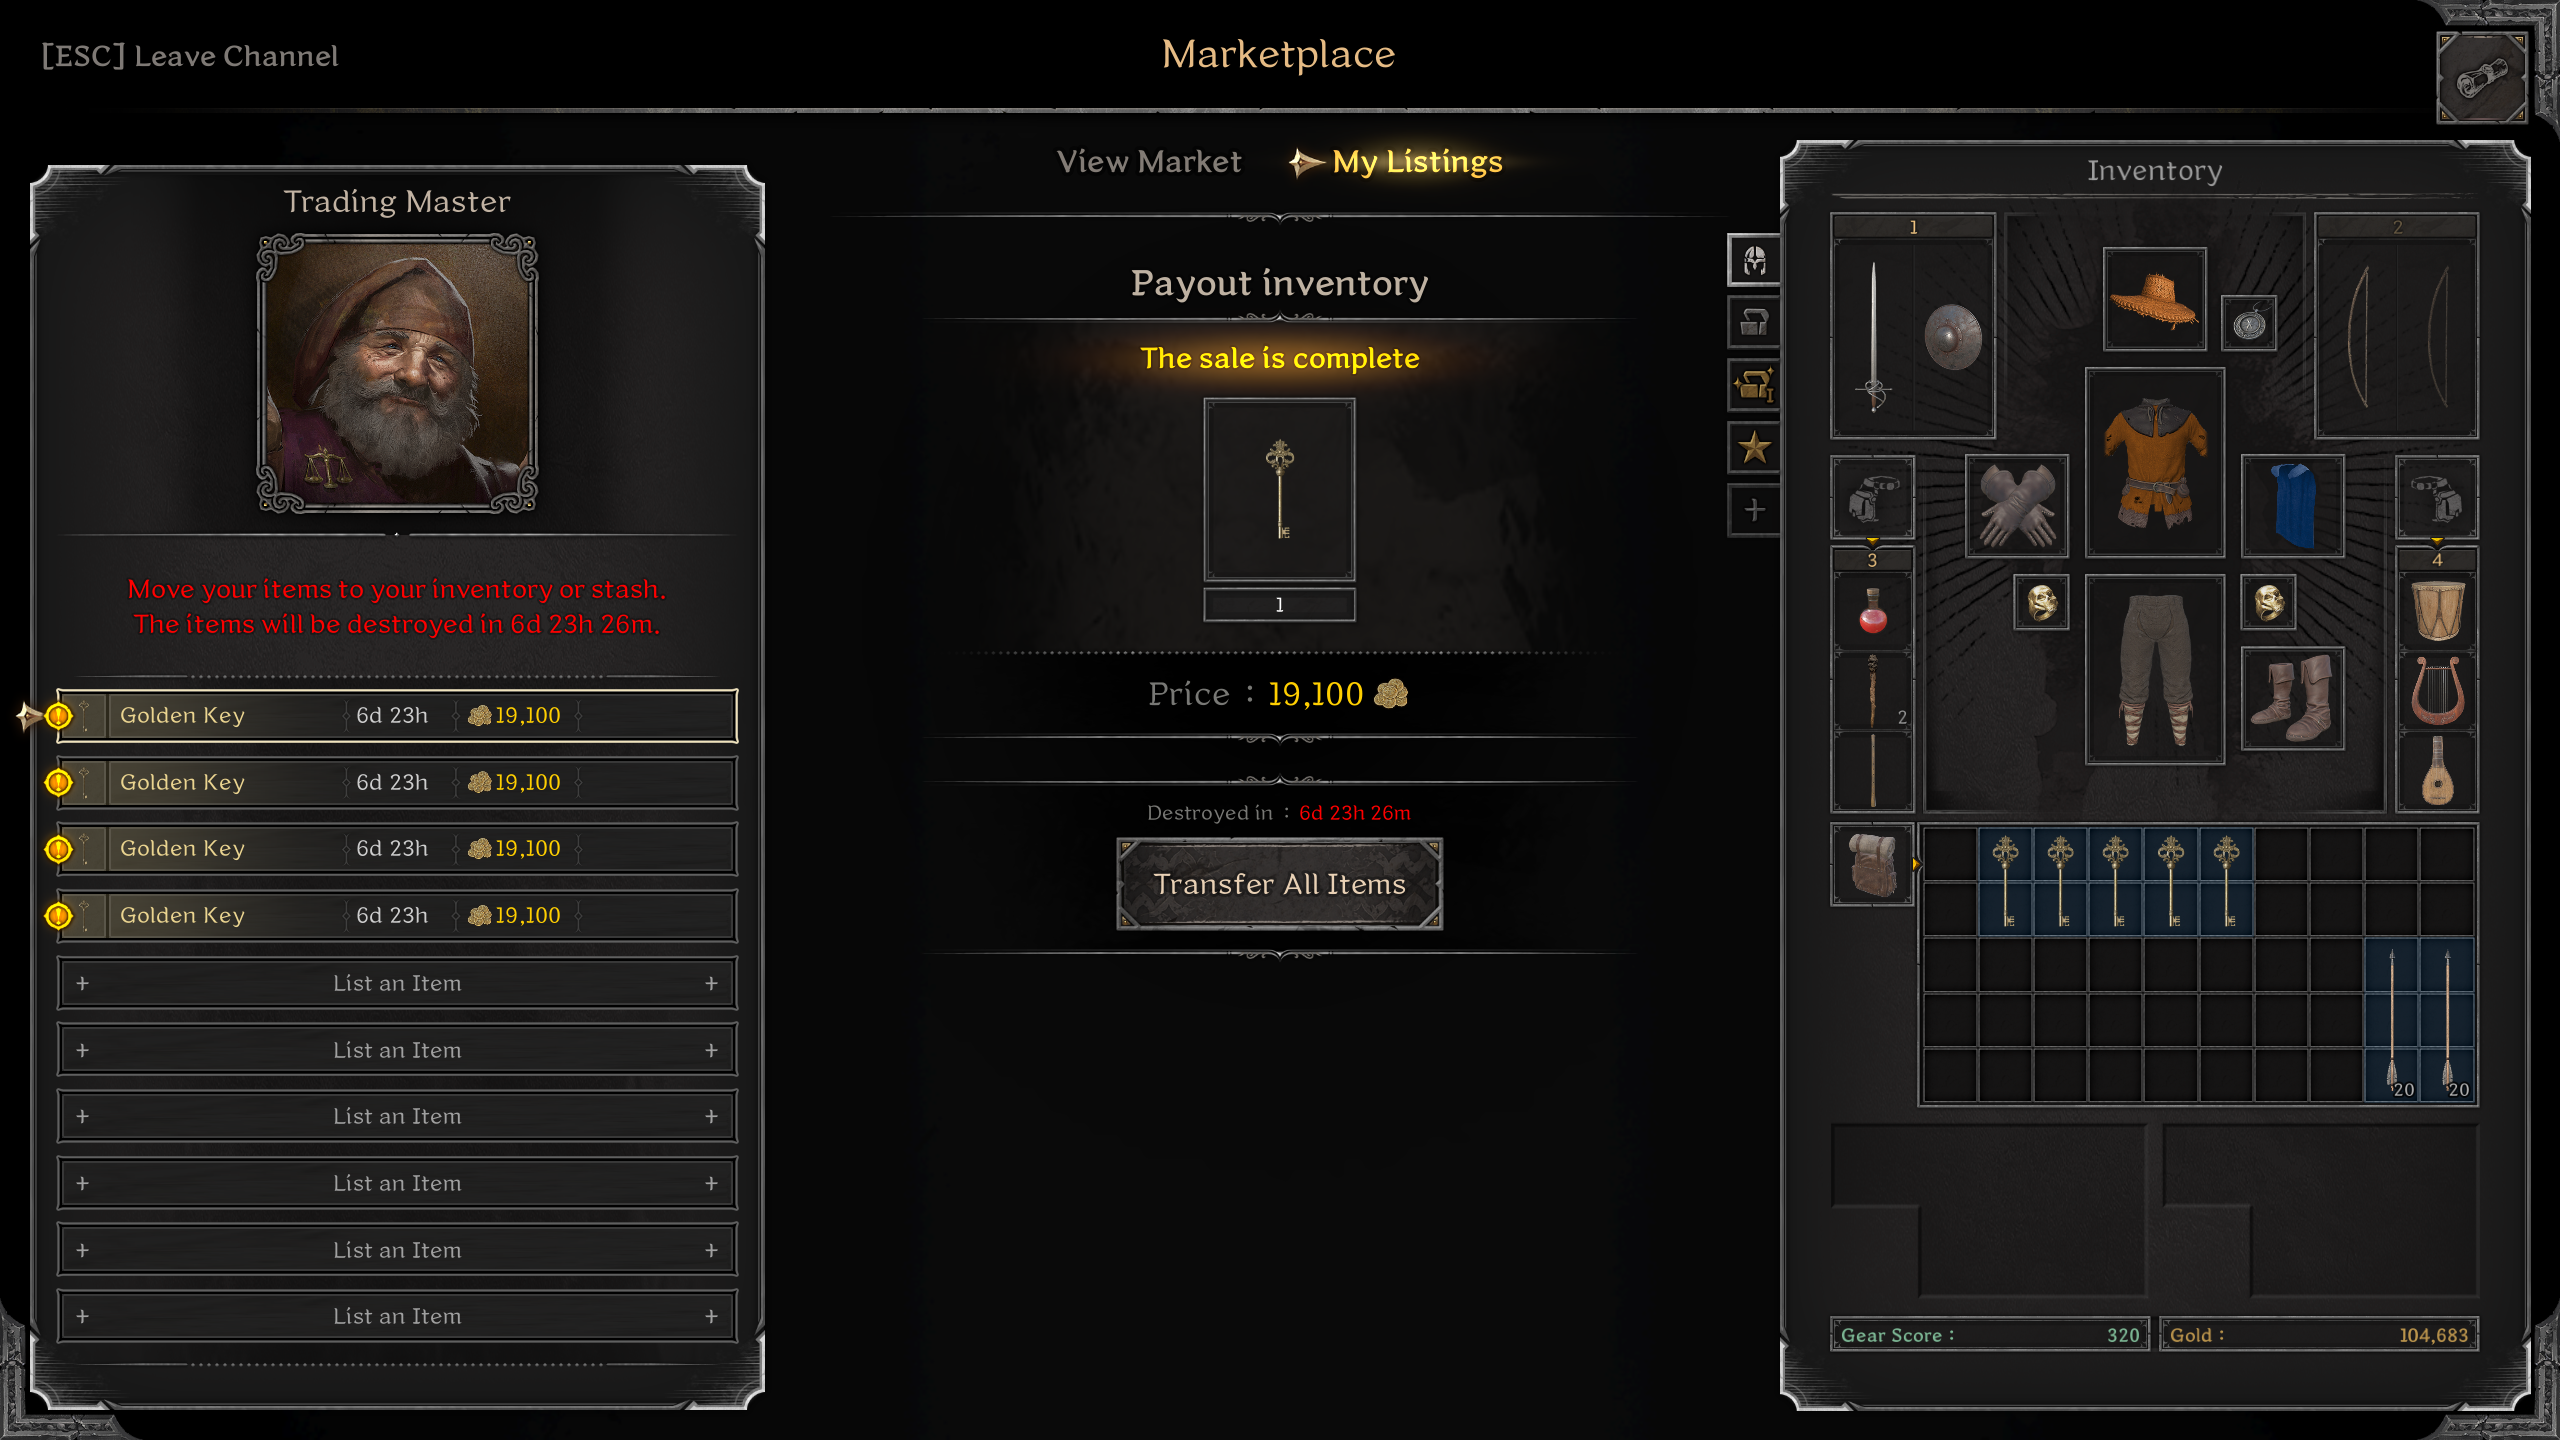 [ESC] Leave Channel
Marketplace
Trading Master
Move your items to your inventory or stash.
The items will be destroyed in 6d 23h 26m.
Golden Key 6d 23h 19,100
Golden Key 6d 23h 19,100
Golden Key 6d 23h 19,100
Golden Key 6d 23h 19,100
+ List an Item +
+ List an Item +
+ List an Item +
+ List an Item +
+ List an Item +
+ List an Item +
View Market My Listings
Payout inventory
The sale is complete
1
Price : 19,100
Destroyed in : 6d 23h 26m
Transfer All Items
Inventory
1
2
3
4
2
20 20
Gear Score : 320
Gold : 104,683